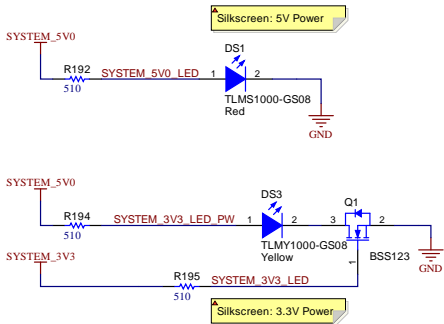 Silkscreen: 5V Power
SYSTEM_5V0
DS1
R192
SYSTEM_5V0_LED
1
2
510
TLMS1000-GS08
Red
GND
SYSTEM_5V0
DS3
Q1
R194
SYSTEM_3V3_LED_PW
1
2
3
2
510
TLMY1000-GS08
Yellow
BSS123
SYSTEM_3V3
1
GND
R195
SYSTEM_3V3_LED
510
Silkscreen: 3.3V Power